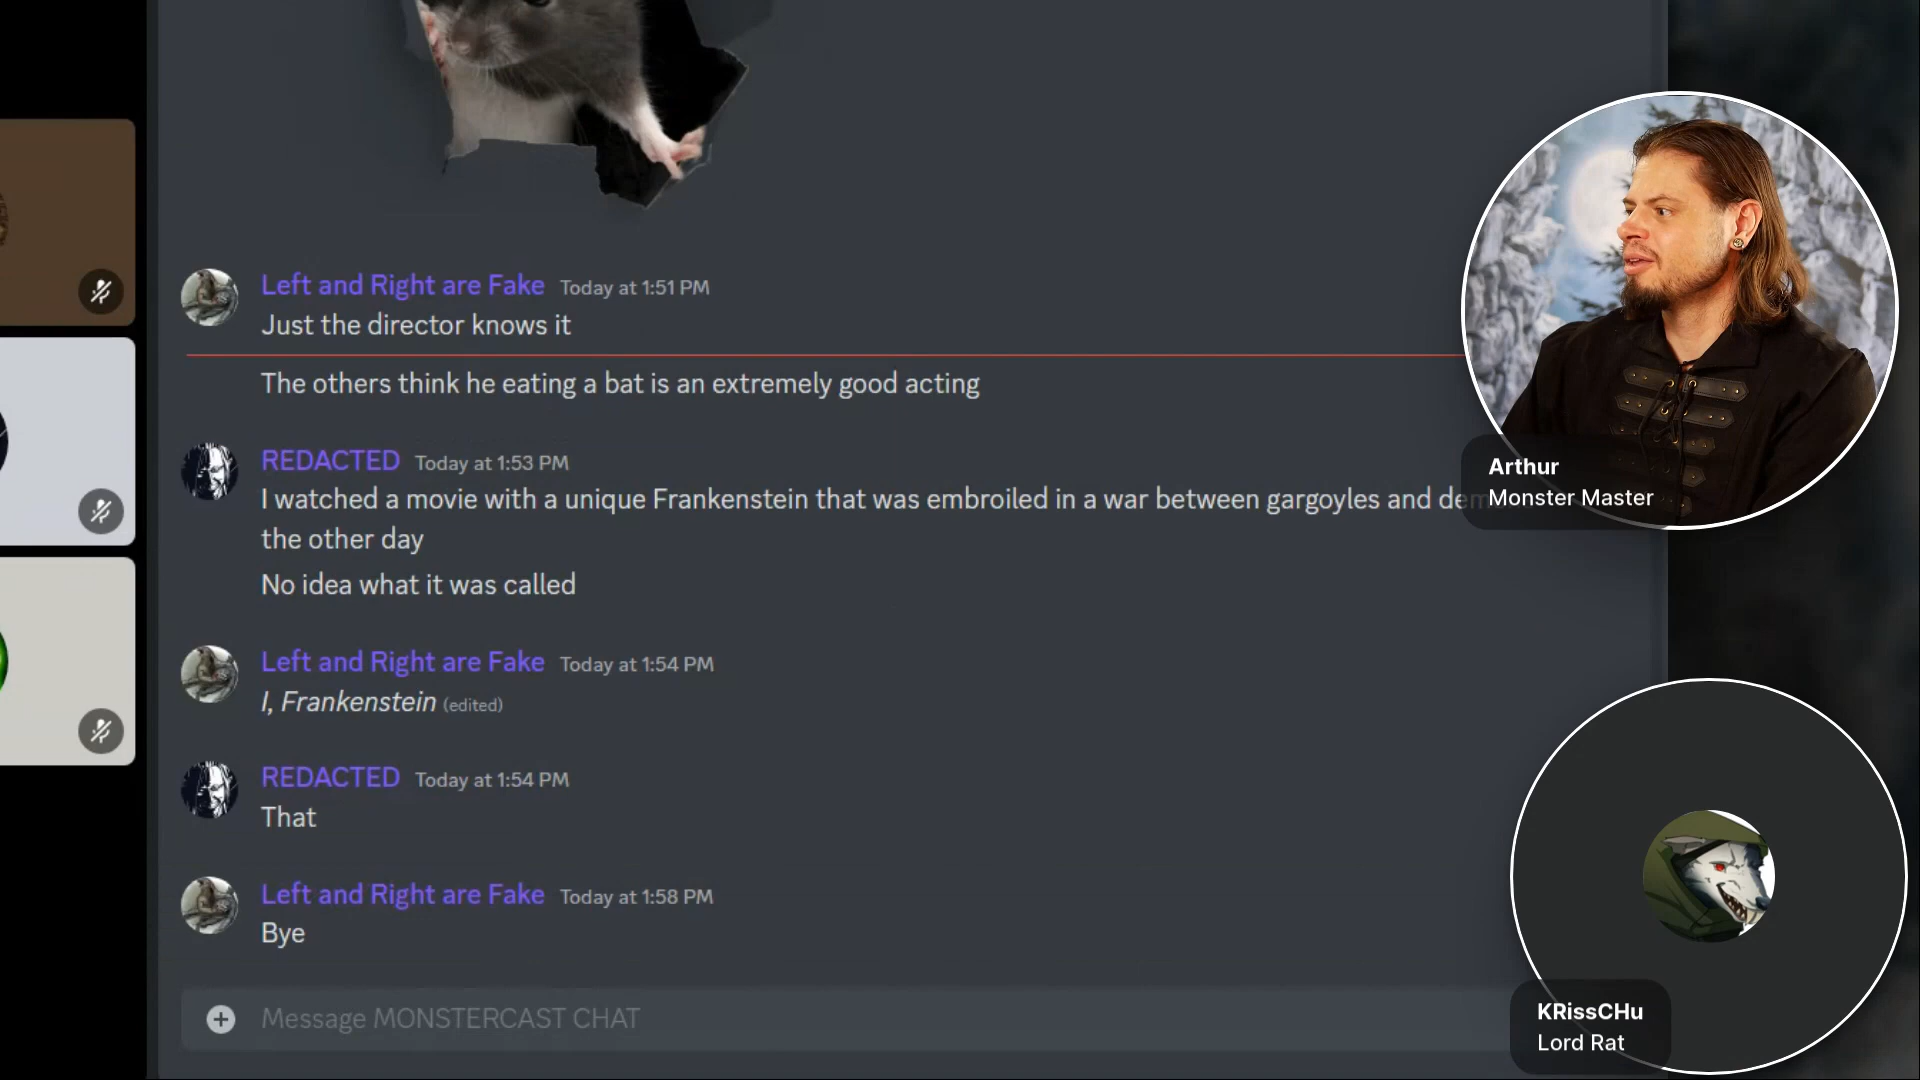 Left and Right are Fake Today at 1:51 PM
Just the director knows it
The others think he eating a bat is an extremely good acting
REDACTED Today at 1:53 PM
I watched a movie with a unique Frankenstein that was embroiled in a war between gargoyles and
the other day
No idea what it was called
Left and Right are Fake Today at 1:54 PM
I, Frankenstein (edited)
REDACTED Today at 1:54 PM
That
Left and Right are Fake Today at 1:58 PM
Bye
Message MONSTERCAST CHAT
Arthur
Monster Master
KRissCHu
Lord Rat